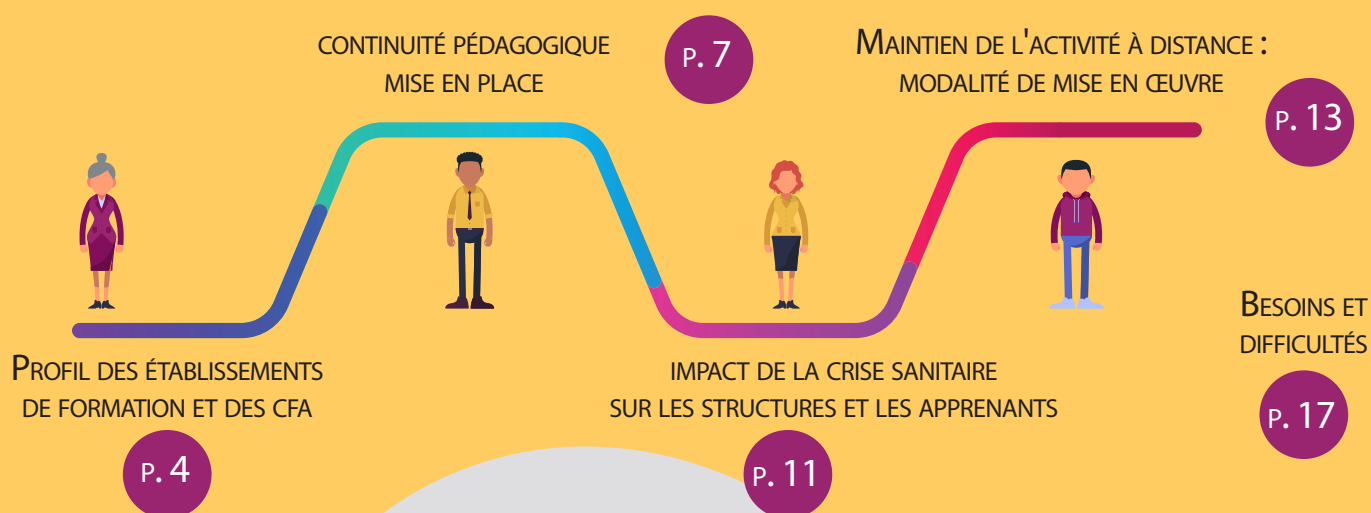 PROFIL DES ÉTABLISSEMENTS
DE FORMATION ET DES CFA
P. 4
CONTINUITÉ PÉDAGOGIQUE
MISE EN PLACE
P. 7
IMPACT DE LA CRISE SANITAIRE
SUR LES STRUCTURES ET LES APPRENANTS
P. 11
MAINTIEN DE L'ACTIVITÉ À DISTANCE :
MODALITÉ DE MISE EN ŒUVRE
P. 13
BESOINS ET
DIFFICULTÉS
P. 17